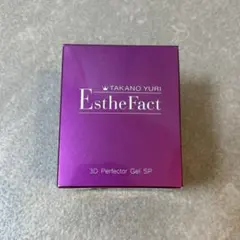 TAKANO YURI
EstheFact
3D Perfector Gel SP